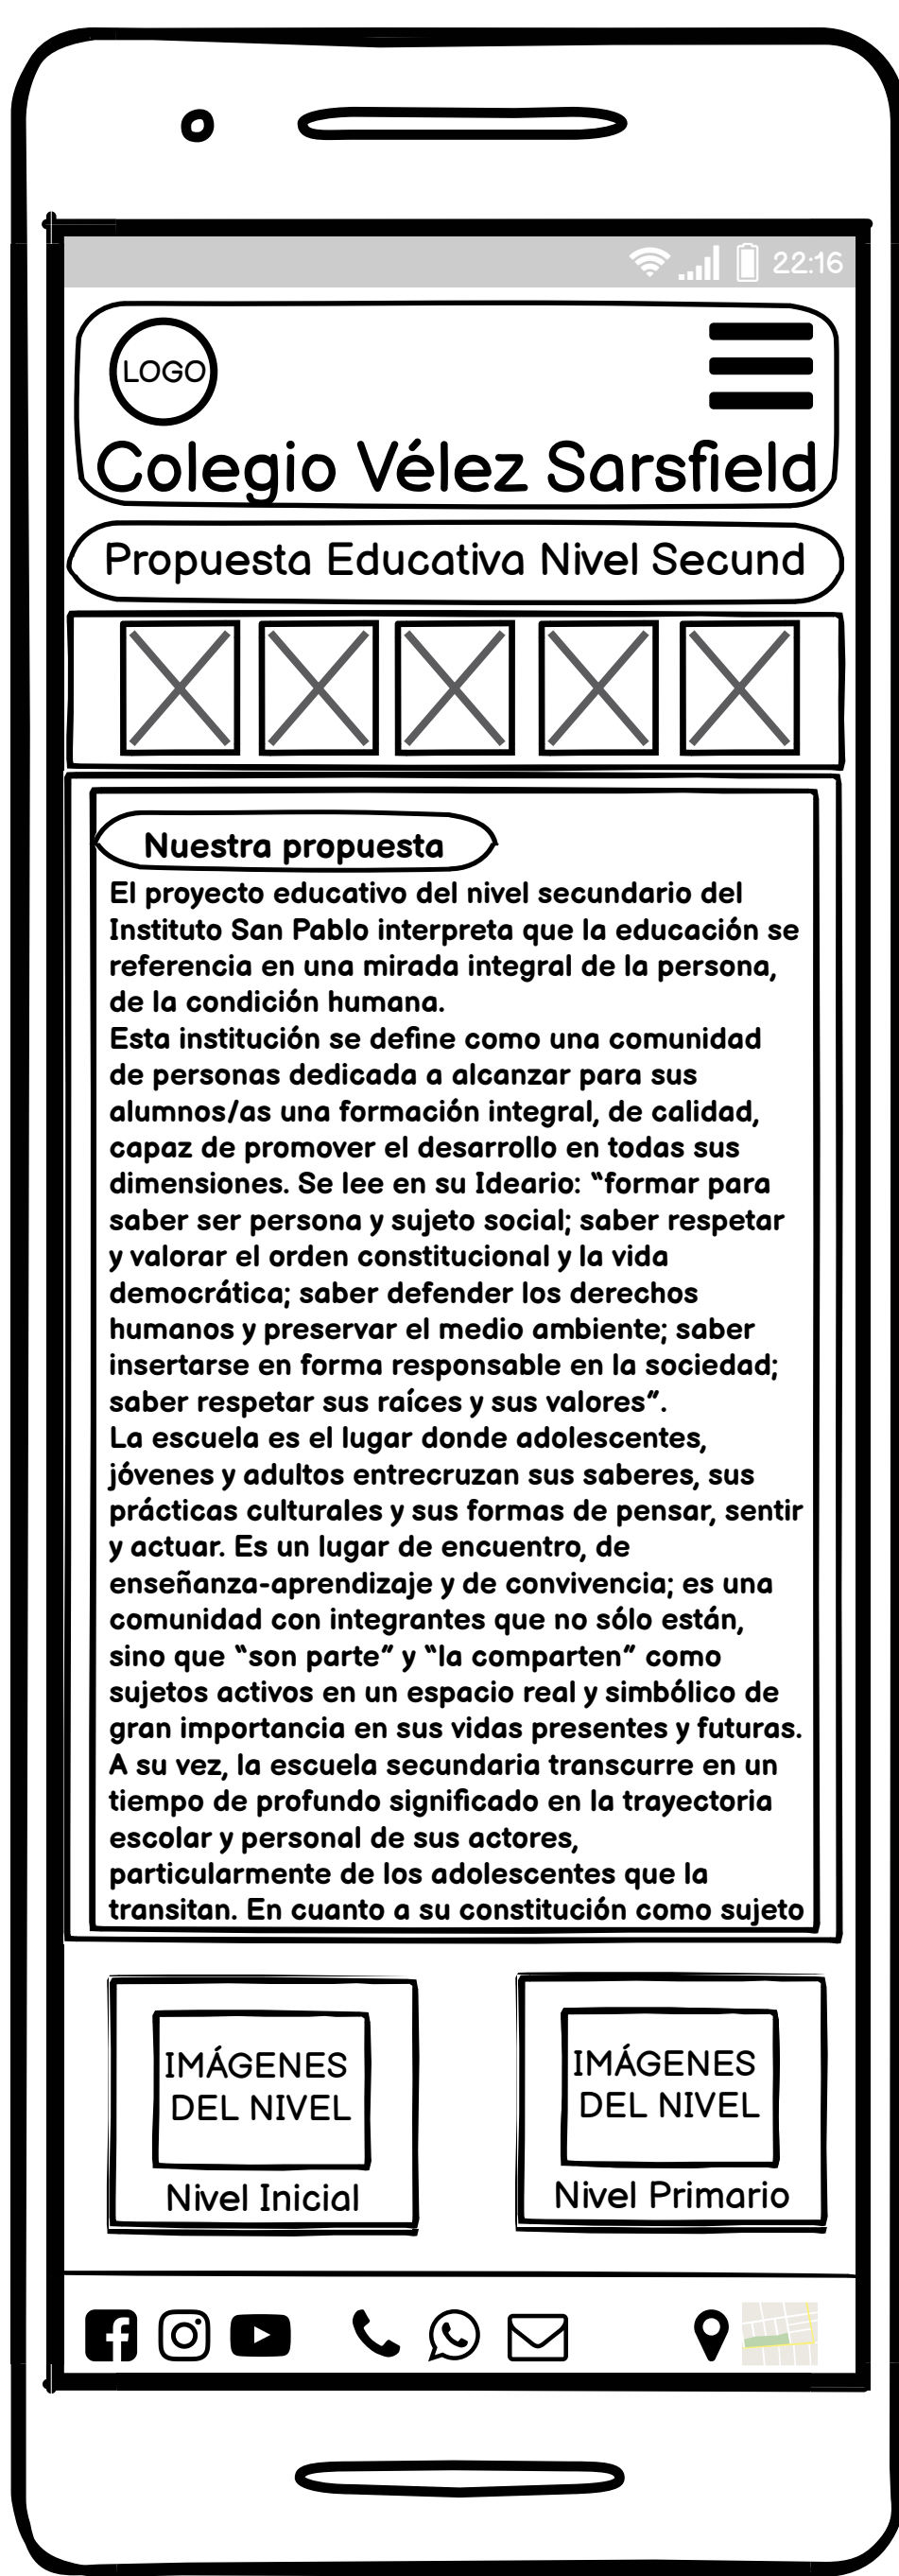 22:16
LOGO
Colegio Vélez Sarsfield
Propuesta Educativa Nivel Secund
Nuestra propuesta
El proyecto educativo del nivel secundario del
Instituto San Pablo interpreta que la educación se
referencia en una mirada integral de la persona,
de la condición humana.
Esta institución se define como una comunidad
de personas dedicada a alcanzar para sus
alumnos/as una formación integral, de calidad,
capaz de promover el desarrollo en todas sus
dimensiones. Se lee en su Ideario: “formar para
saber ser persona y sujeto social; saber respetar
y valorar el orden constitucional y la vida
democrática; saber defender los derechos
humanos y preservar el medio ambiente; saber
insertarse en forma responsable en la sociedad;
saber respetar sus raíces y sus valores”.
La escuela es el lugar donde adolescentes,
jóvenes y adultos entrecruzan sus saberes, sus
prácticas culturales y sus formas de pensar, sentir
y actuar. Es un lugar de encuentro, de
enseñanza-aprendizaje y de convivencia; es una
comunidad con integrantes que no sólo están,
sino que “son parte” y “la comparten” como
sujetos activos en un espacio real y simbólico de
gran importancia en sus vidas presentes y futuras.
A su vez, la escuela secundaria transcurre en un
tiempo de profundo significado en la trayectoria
escolar y personal de sus actores,
particularmente de los adolescentes que la
transitan. En cuanto a su constitución como sujeto
IMÁGENES
DEL NIVEL
Nivel Inicial
IMÁGENES
DEL NIVEL
Nivel Primario